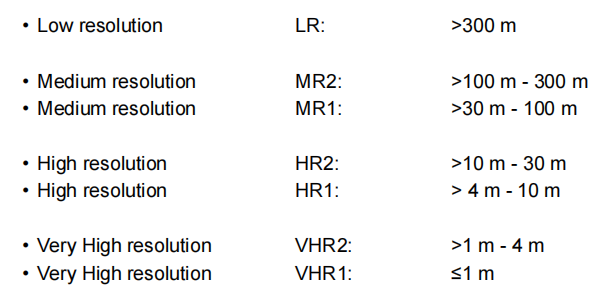 • Low resolution LR: >300 m
• Medium resolution MR2: >100 m - 300 m
• Medium resolution MR1: >30 m - 100 m
• High resolution HR2: >10 m - 30 m
• High resolution HR1: > 4 m - 10 m
• Very High resolution VHR2: >1 m - 4 m
• Very High resolution VHR1: ≤1 m